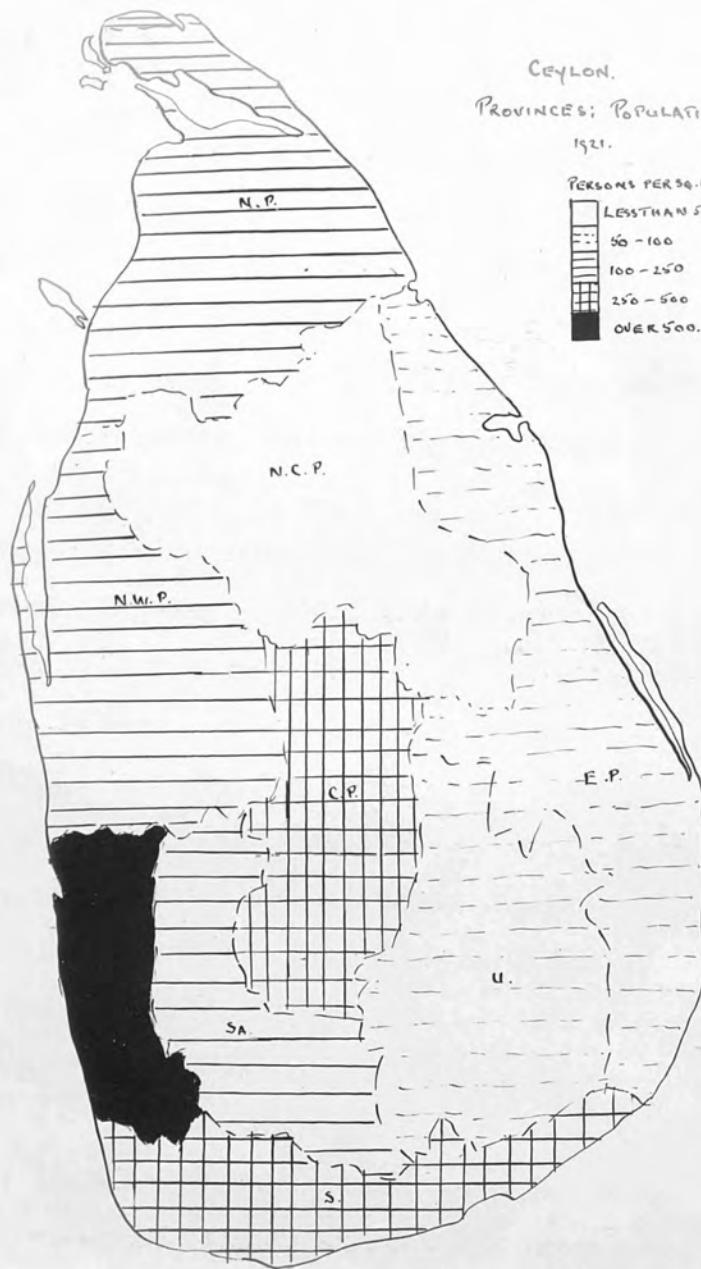 CEYLON.
PROVINCES; POPULATI
1921.
PERSONS PER SQ.
LESS THAN 5
50 - 100
100 - 250
250 - 500
OVER 500.
N.P.
N.C.P.
N.W.P.
C.P.
E.P.
U.
SA.
S.